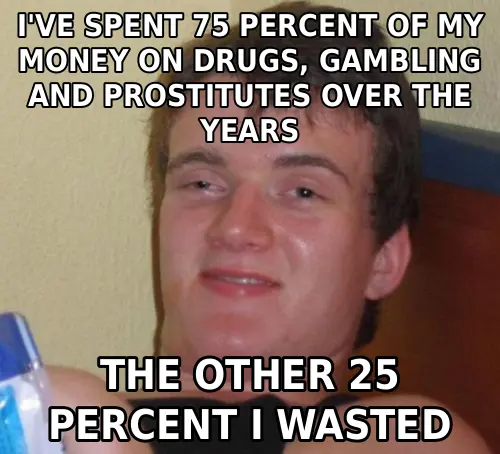 I'VE SPENT 75 PERCENT OF MY
MONEY ON DRUGS, GAMBLING
AND PROSTITUTES OVER THE
YEARS
THE OTHER 25
PERCENT I WASTED